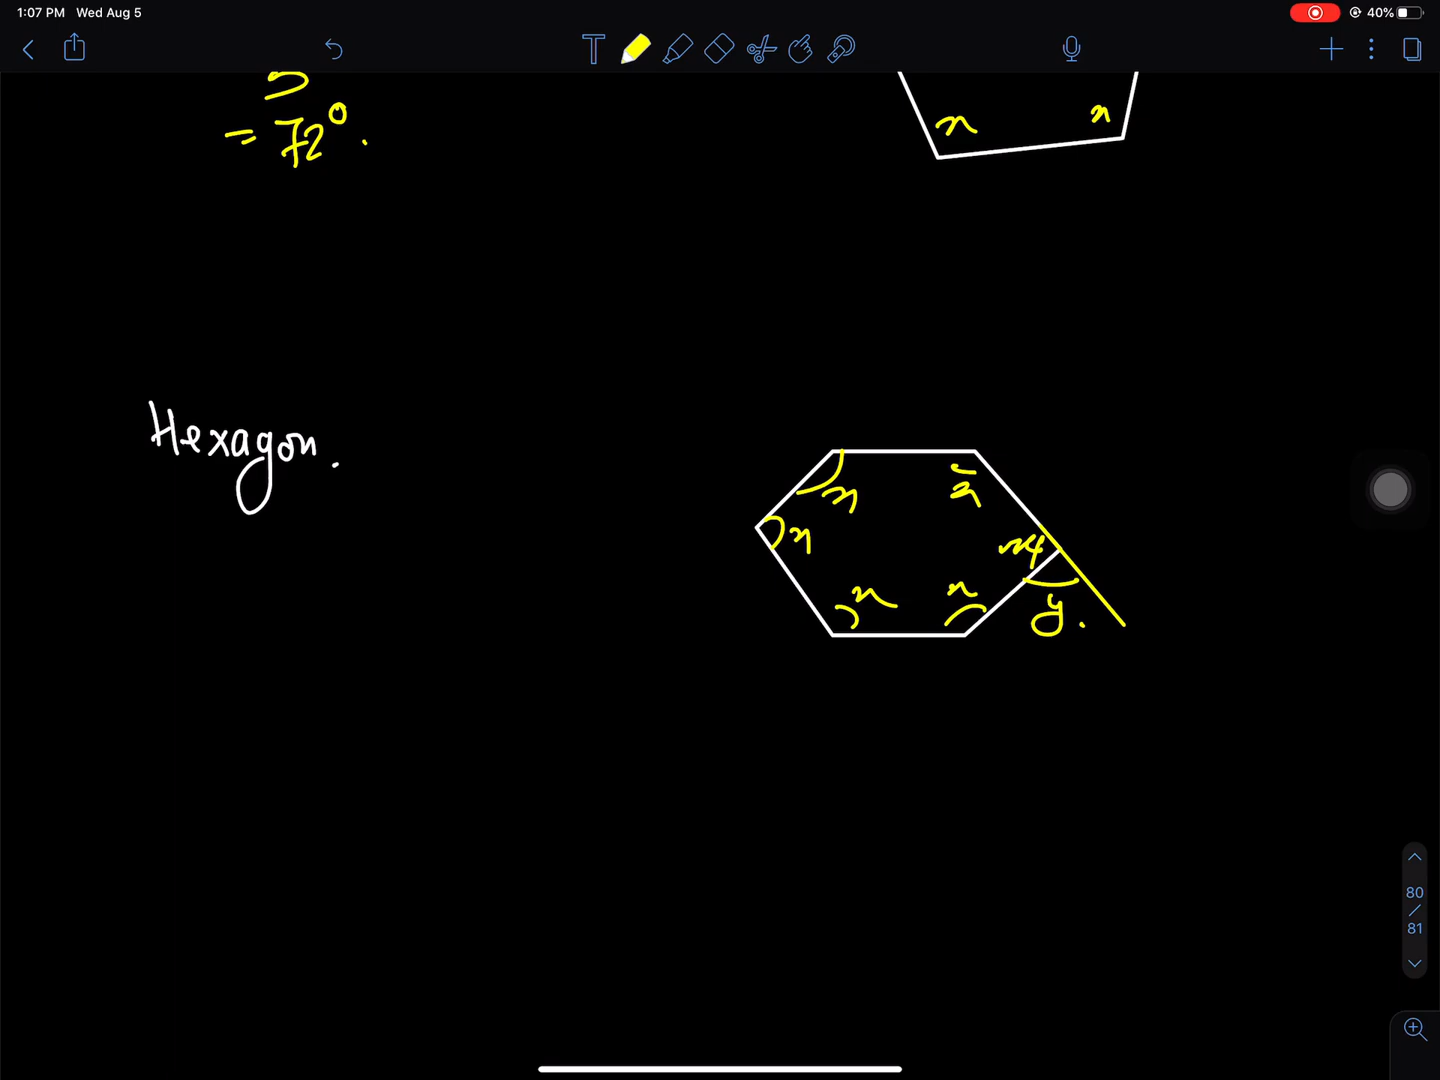 1:07 PM Wed Aug 5
40%
= 72°.
x x
Hexagon.
x
x
x
x
x
x
y.
80
/
81